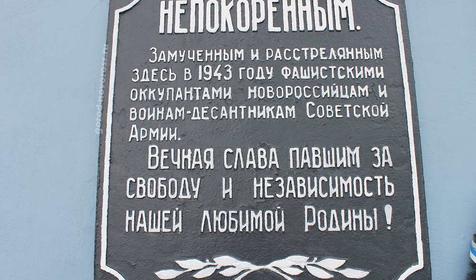 НЕПОКОРЕННЫМ.
Замученным и расстрелянным
здесь в 1943 году фашистскими
оккупантами новороссийцам и
воинам-десантникам Советской
Армии.
Вечная слава павшим за
свободу и независимость
нашей любимой Родины!